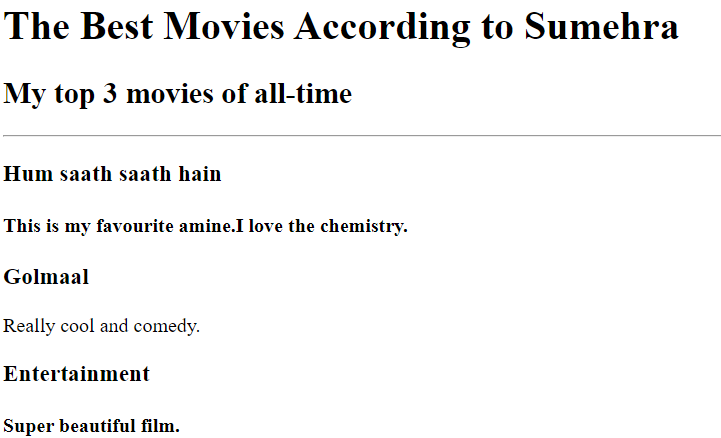 The Best Movies According to Sumehra
My top 3 movies of all-time
Hum saath saath hain
This is my favourite amine.I love the chemistry.
Golmaal
Really cool and comedy.
Entertainment
Super beautiful film.